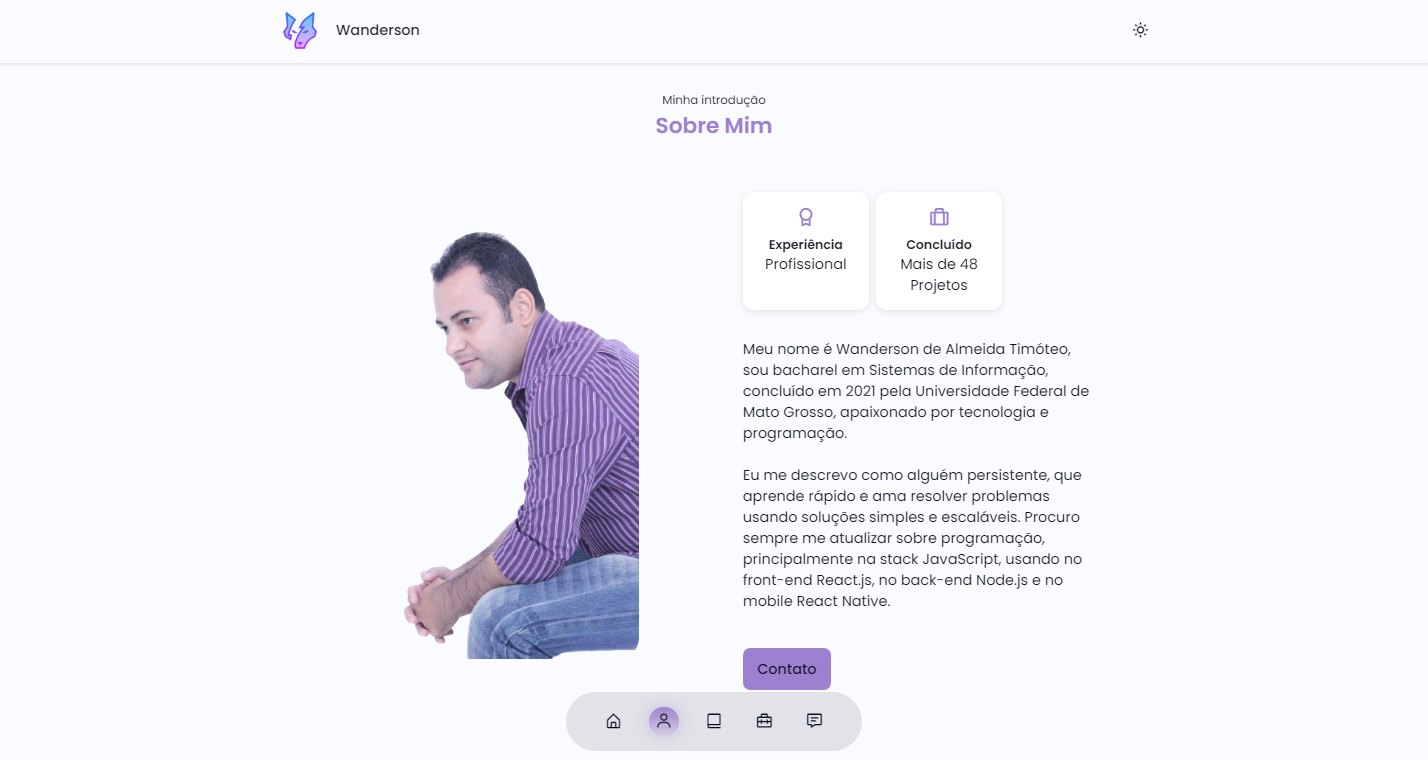 Wanderson
Minha introdução
Sobre Mim
Experiência
Profissional
Concluído
Mais de 48
Projetos
Meu nome é Wanderson de Almeida Timóteo,
sou bacharel em Sistemas de Informação,
concluído em 2021 pela Universidade Federal de
Mato Grosso, apaixonado por tecnologia e
programação.
Eu me descrevo como alguém persistente, que
aprende rápido e ama resolver problemas
usando soluções simples e escaláveis. Procuro
sempre me atualizar sobre programação,
principalmente na stack JavaScript, usando no
front-end React.js, no back-end Node.js e no
mobile React Native.
Contato